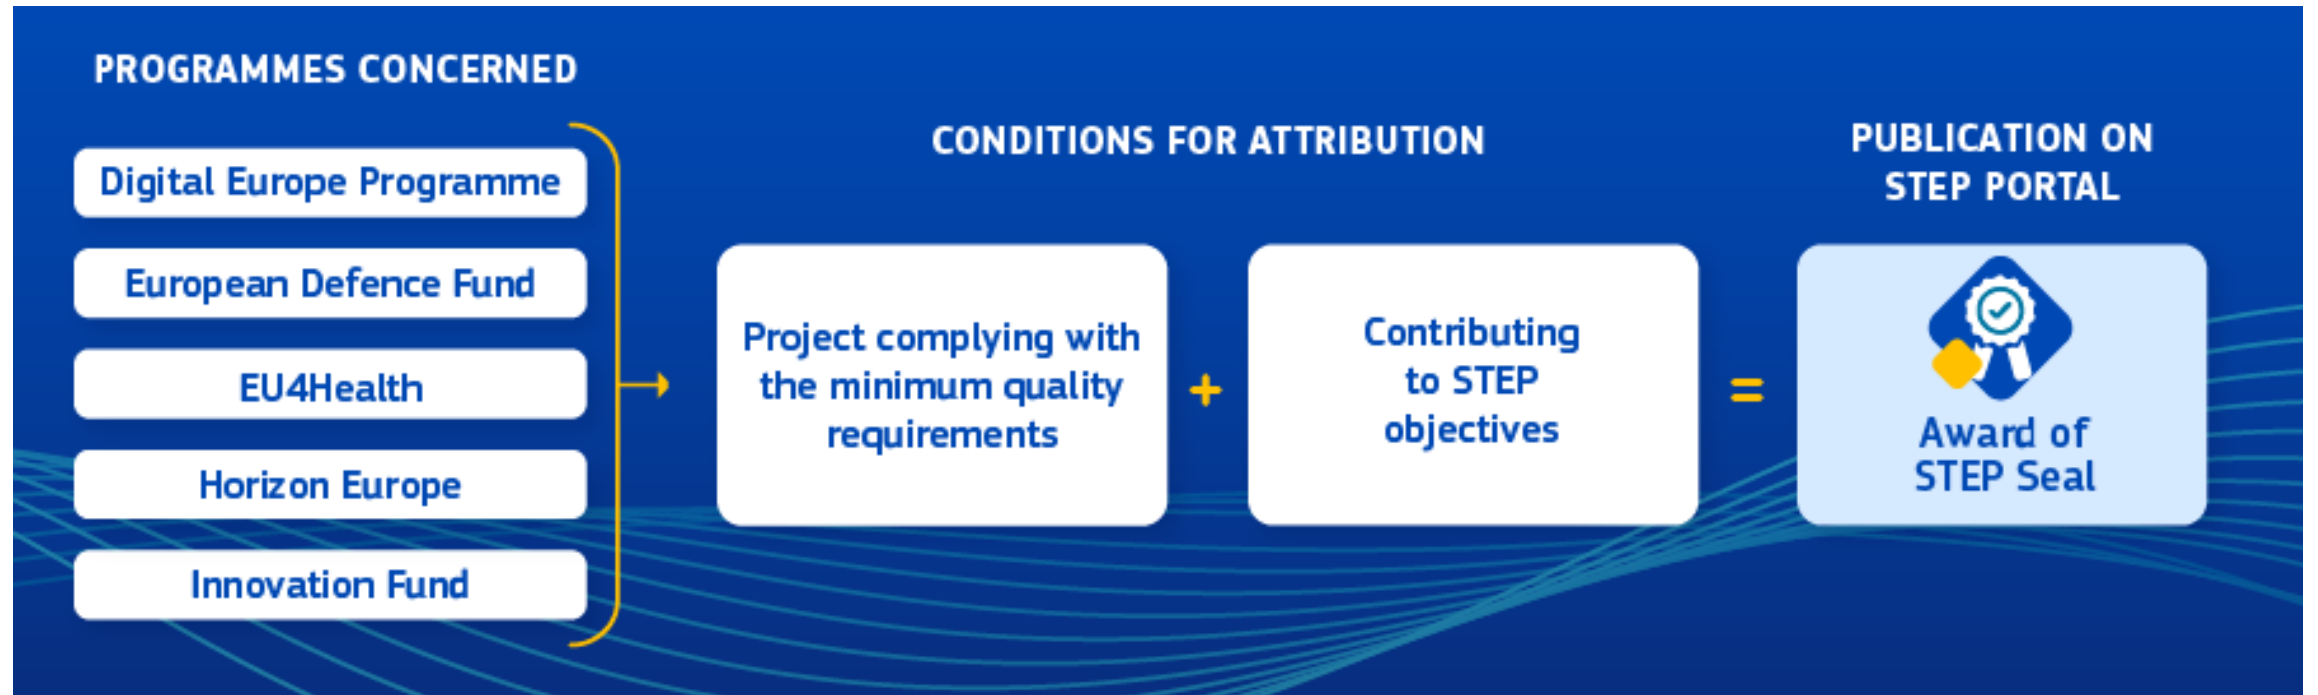 PROGRAMMES CONCERNED
Digital Europe Programme
European Defence Fund
EU4Health
Horizon Europe
Innovation Fund
CONDITIONS FOR ATTRIBUTION
Project complying with
the minimum quality
requirements
+
Contributing
to STEP
objectives
=
PUBLICATION ON
STEP PORTAL
Award of
STEP Seal